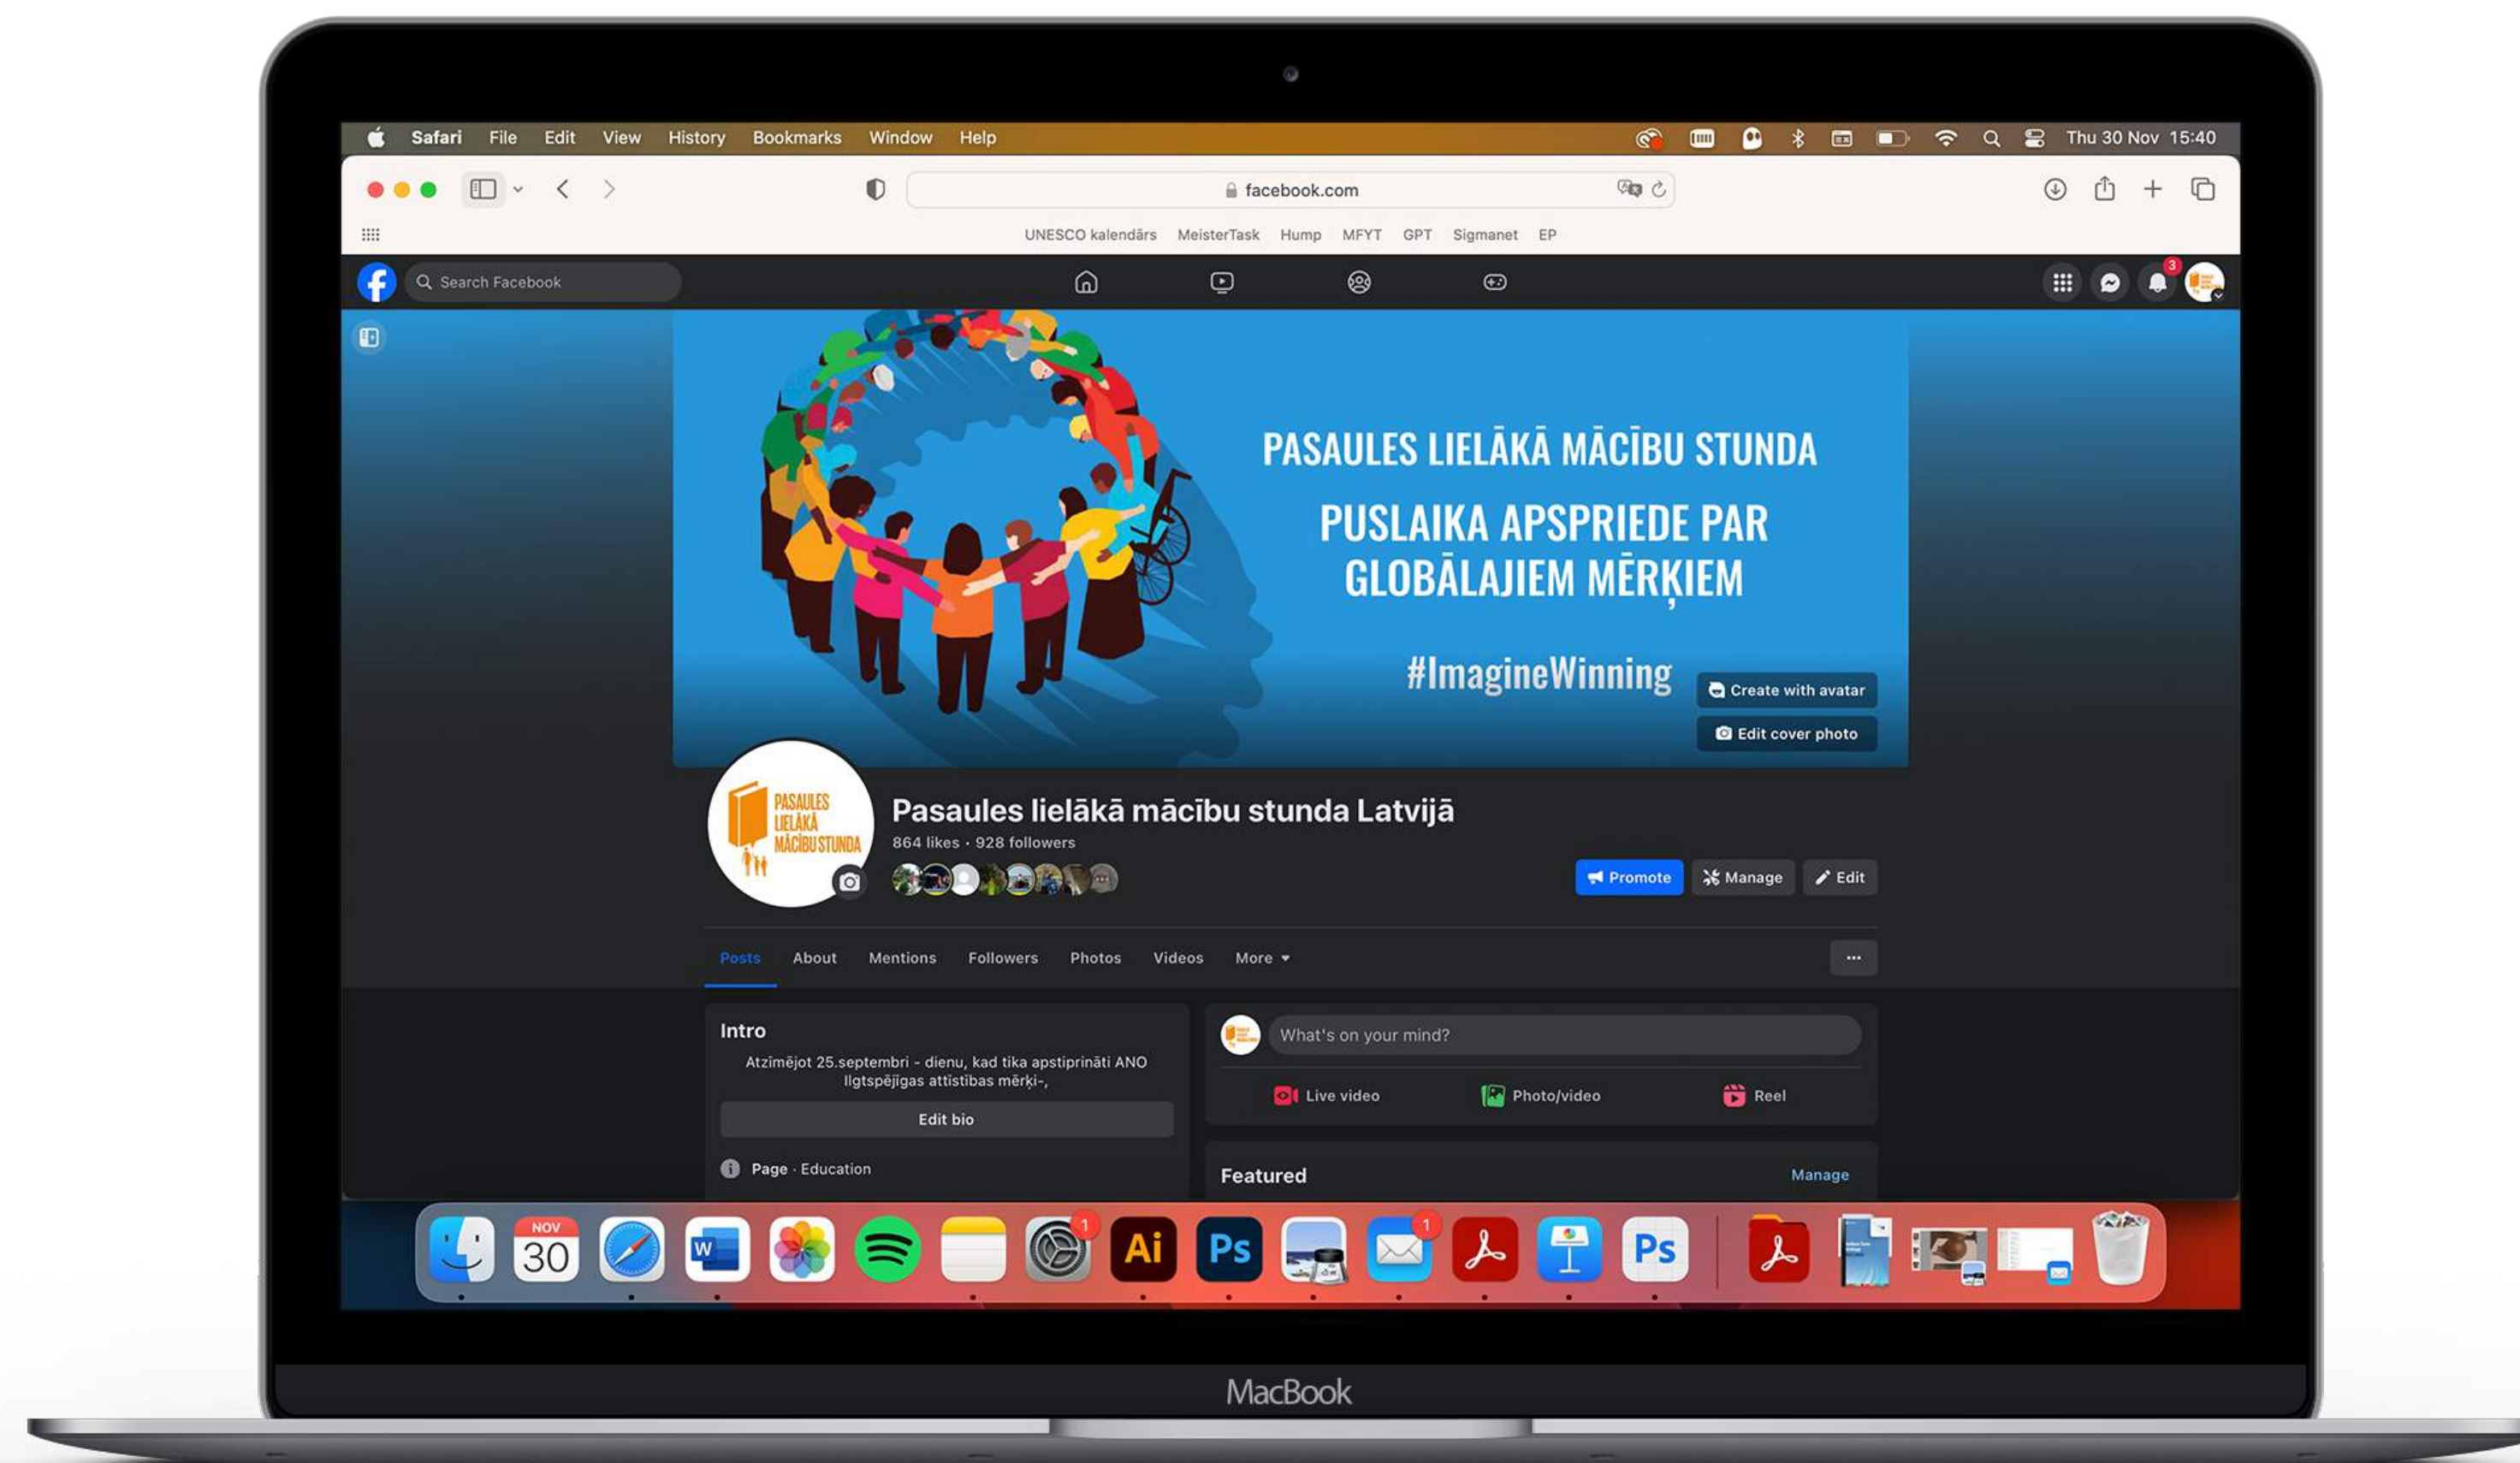 Safari File Edit View History Bookmarks Window Help Thu 30 Nov 15:40
facebook.com
UNESCO kalendārs MeisterTask Hump MFYT GPT Sigmanet EP
Search Facebook
3
PASAULES LIELĀKĀ MĀCĪBU STUNDA
PUSLAIKA APSPRIEDE PAR
GLOBĀLAJIEM MĒRĶIEM
#ImagineWinning
Create with avatar
Edit cover photo
PASAULES
LIELĀKĀ
MĀCĪBU STUNDA
Pasaules lielākā mācību stunda Latvijā
864 likes · 928 followers
Promote Manage Edit
Posts About Mentions Followers Photos Videos More
Intro
Atzīmējot 25.septembri - dienu, kad tika apstiprināti ANO
Ilgtspējīgas attīstības mērķi-,
Edit bio
Page · Education
What's on your mind?
Live video Photo/video Reel
Featured Manage
NOV
30
W
1
Ai
Ps
1
Ps
MacBook